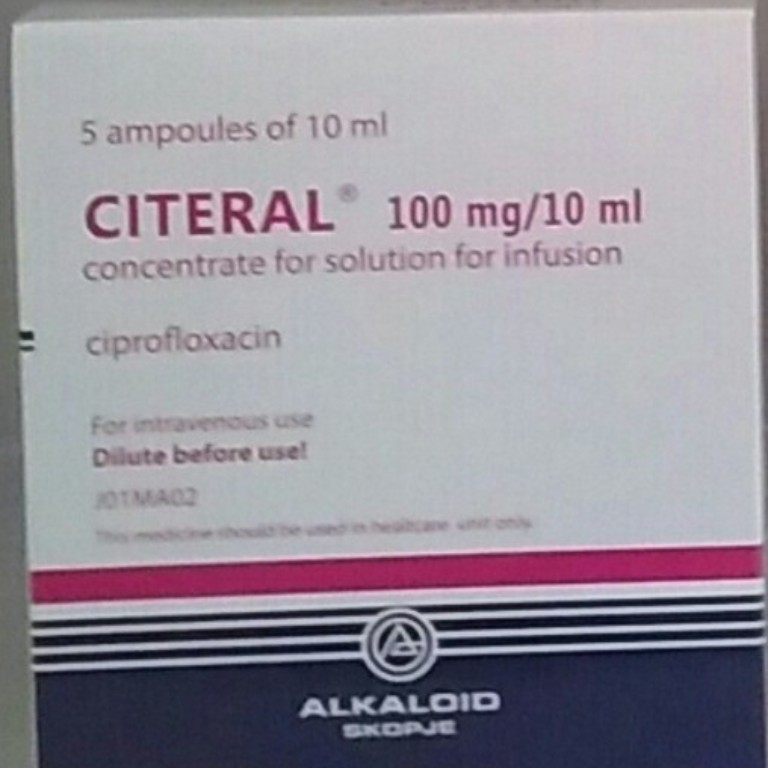 5 ampoules of 10 ml
CITERAL® 100 mg/10 ml
concentrate for solution for infusion
ciprofloxacin
For intravenous use
Dilute before use!
J01MA02
This medicine should be used in healtcare unit only.
ALKALOID
SKOPJE